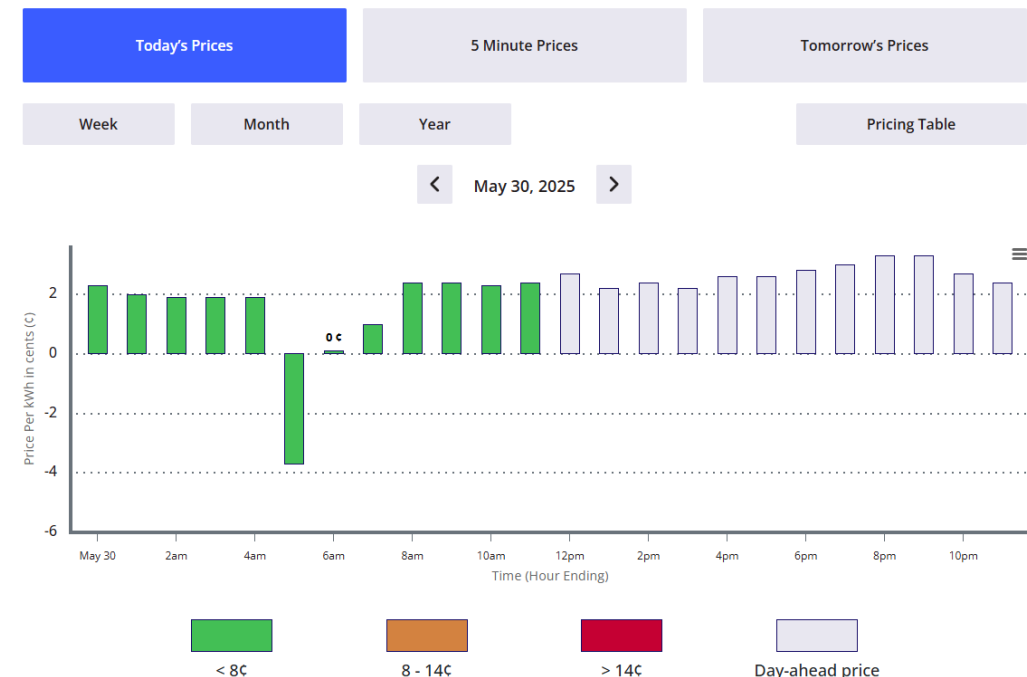 Today's Prices
5 Minute Prices
Tomorrow's Prices
Week
Month
Year
Pricing Table
May 30, 2025
2
0
-2
-4
-6
Price Per kWh in cents (¢)
0 ¢
May 30
2am
4am
6am
8am
10am
12pm
2pm
4pm
6pm
8pm
10pm
Time (Hour Ending)
< 8¢
8 - 14¢
> 14¢
Day-ahead price